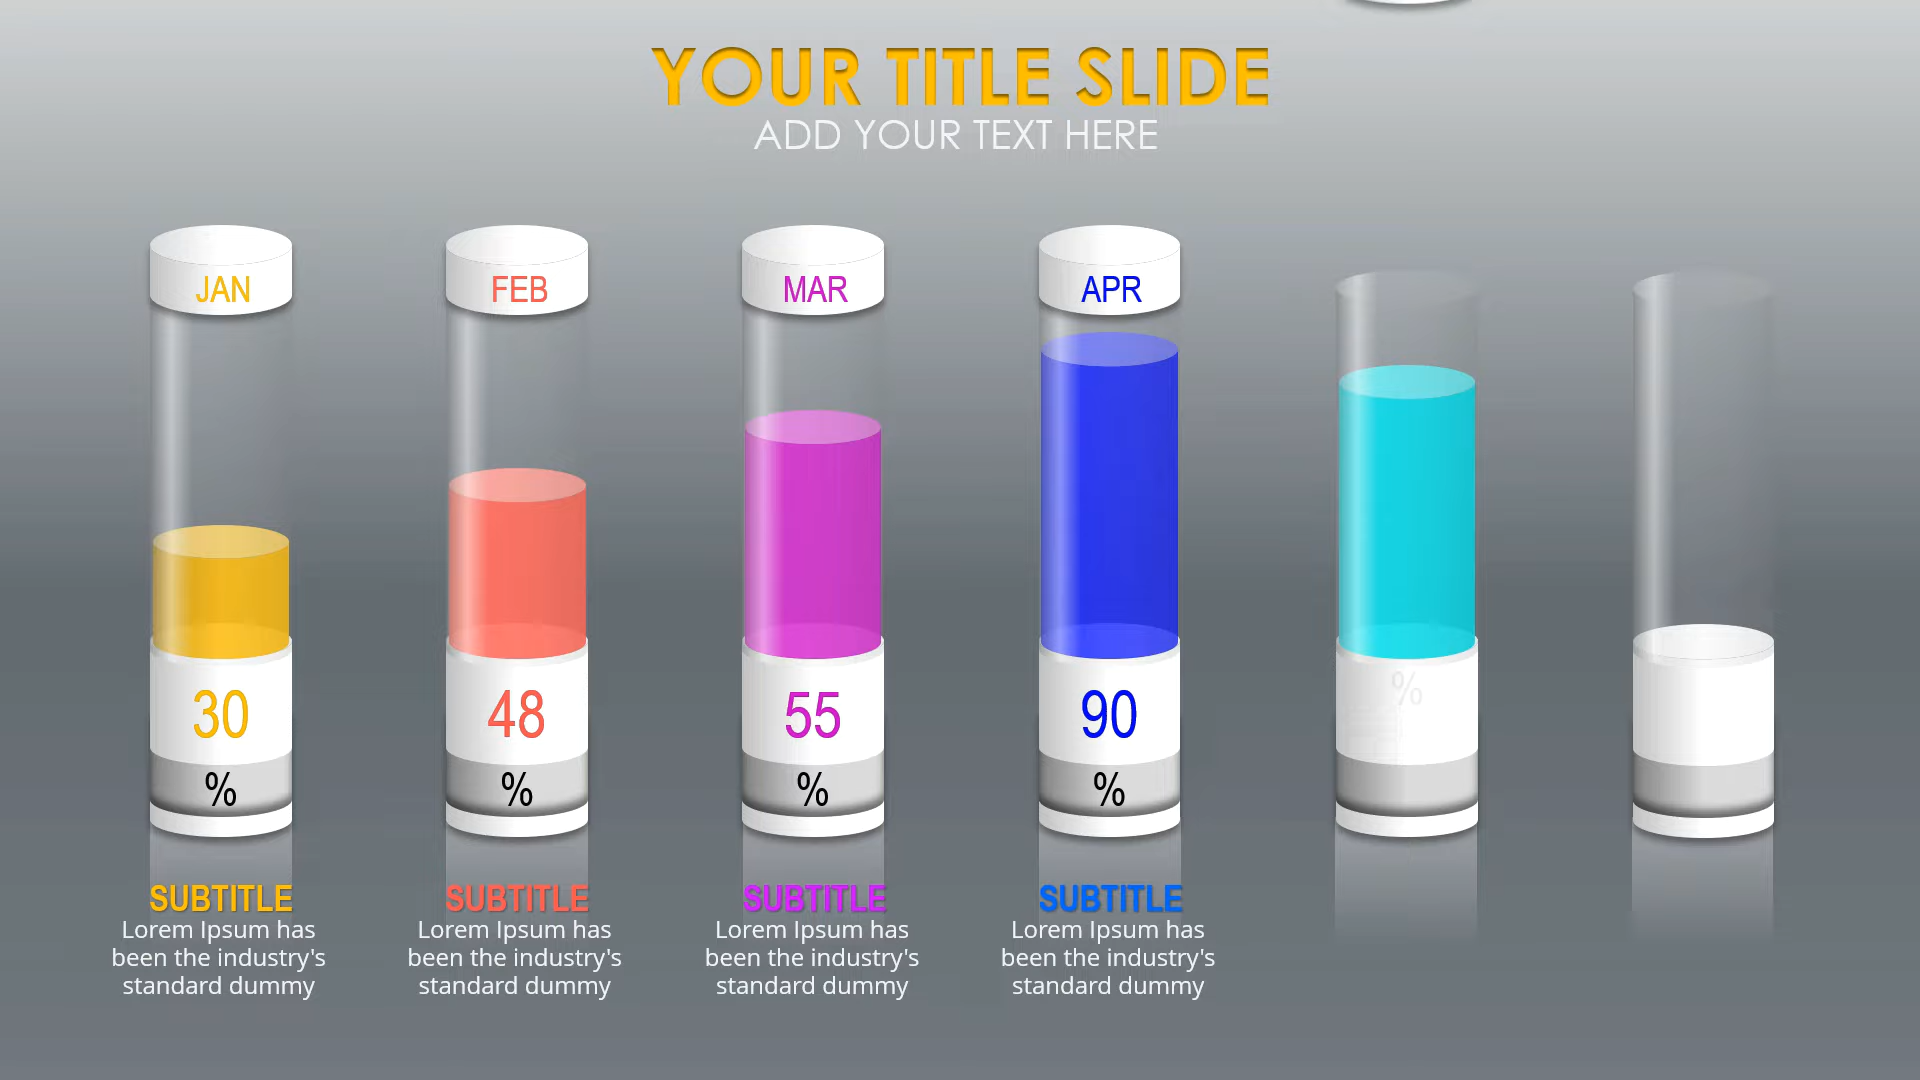 YOUR TITLE SLIDE
ADD YOUR TEXT HERE
JAN
FEB
MAR
APR
30
48
55
90
%
%
%
%
%
SUBTITLE
Lorem Ipsum has
been the industry's
standard dummy
SUBTITLE
Lorem Ipsum has
been the industry's
standard dummy
SUBTITLE
Lorem Ipsum has
been the industry's
standard dummy
SUBTITLE
Lorem Ipsum has
been the industry's
standard dummy